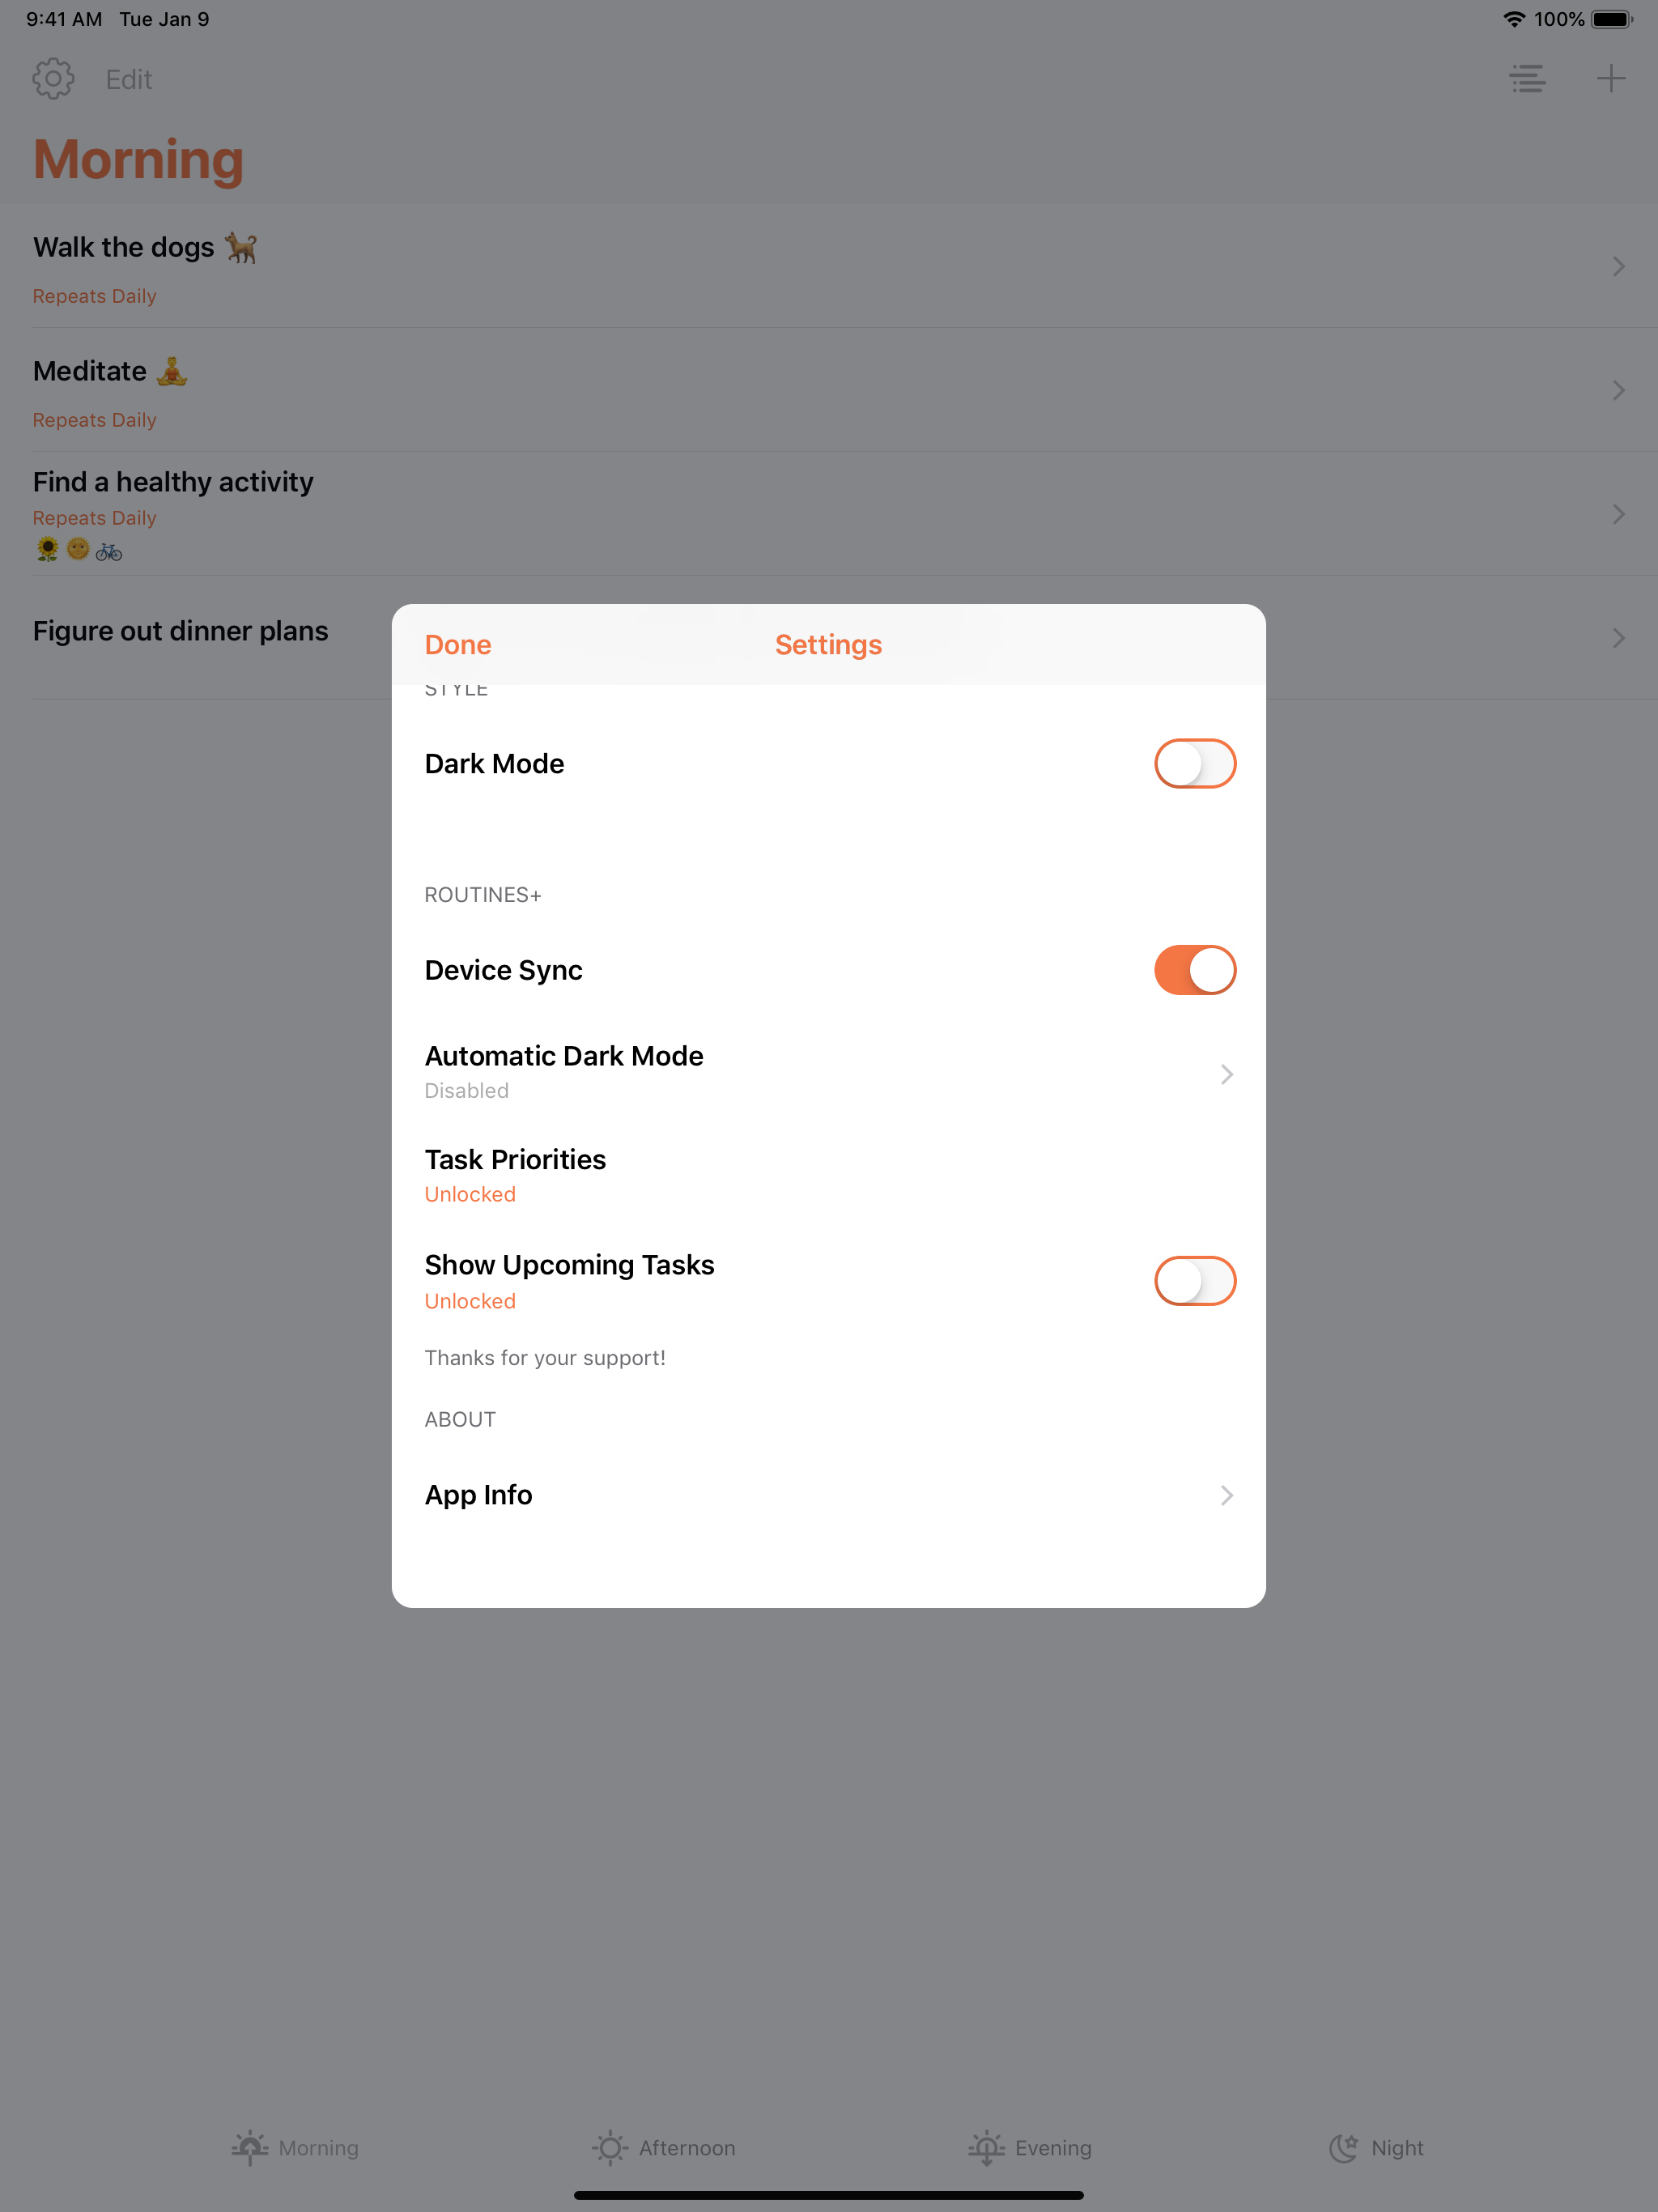 9:41 AM Tue Jan 9 100%
Edit
Morning
Walk the dogs 🐕
Repeats Daily
Meditate 🧘
Repeats Daily
Find a healthy activity
Repeats Daily
🌻🌞🚲
Figure out dinner plans
Done Settings
STYLE
Dark Mode
ROUTINES+
Device Sync
Automatic Dark Mode
Disabled
Task Priorities
Unlocked
Show Upcoming Tasks
Unlocked
Thanks for your support!
ABOUT
App Info
Morning Afternoon Evening Night